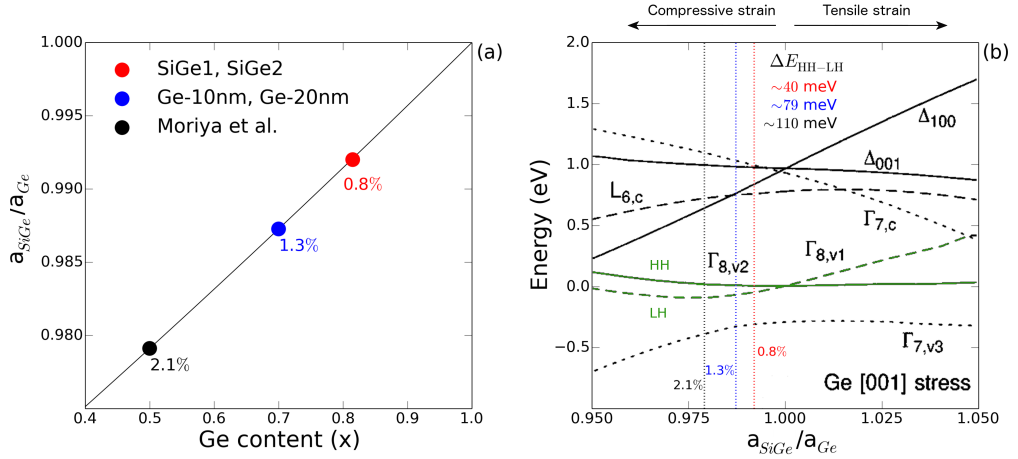 Compressive strain
Tensile strain
(a)
SiGe1, SiGe2
Ge-10nm, Ge-20nm
Moriya et al.
0.8%
1.3%
2.1%
1.000
0.995
0.990
0.985
0.980
0.4 0.5 0.6 0.7 0.8 0.9 1.0
Ge content (x)
a_SiGe/a_Ge
(b)
ΔE_HH−LH
~40 meV
~79 meV
~110 meV
Δ100
Δ001
L6,c
Γ7,c
Γ8,v2
Γ8,v1
HH
LH
Γ7,v3
0.8%
1.3%
2.1%
Ge [001] stress
2.0
1.5
1.0
0.5
0.0
−0.5
0.950 0.975 1.000 1.025 1.050
a_SiGe/a_Ge
Energy (eV)